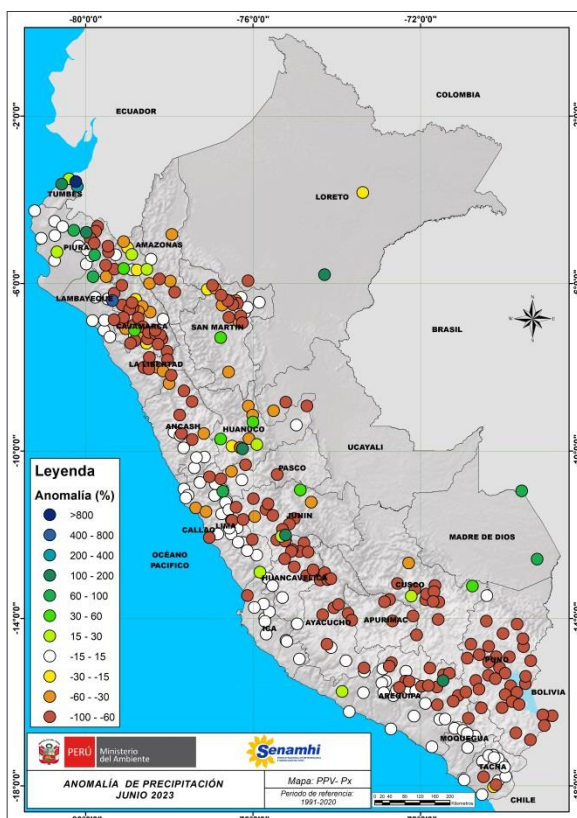 -80°0'0"
-76°0'0"
-72°0'0"
ECUADOR
COLOMBIA
-2°0'0"
LORETO
TUMBES
PIURA
AMAZONAS
-6°0'0"
LAMBAYEQUE
CAJAMARCA
SAN MARTIN
BRASIL
LA LIBERTAD
ANCASH
HUANUCO
UCAYALI
-10°0'0"
PASCO
Leyenda
Anomalía (%)
>800
400 - 800
200 - 400
100 - 200
60 - 100
30 - 60
15 - 30
-15 - 15
-30 - -15
-60 - -30
-100 - -60
JUNIN
LIMA
CALLAO
MADRE DE DIOS
OCÉANO
PACIFICO
HUANCAVELICA
CUSCO
-14°0'0"
ICA
AYACUCHO
APURIMAC
PUNO
AREQUIPA
BOLIVIA
MOQUEGUA
TACNA
-18°0'0"
CHILE
PERÚ
Ministerio
del Ambiente
Senamhi
ANOMALÍA DE PRECIPITACIÓN
JUNIO 2023
Mapa: PPV- Px
Periodo de referencia:
1991-2020